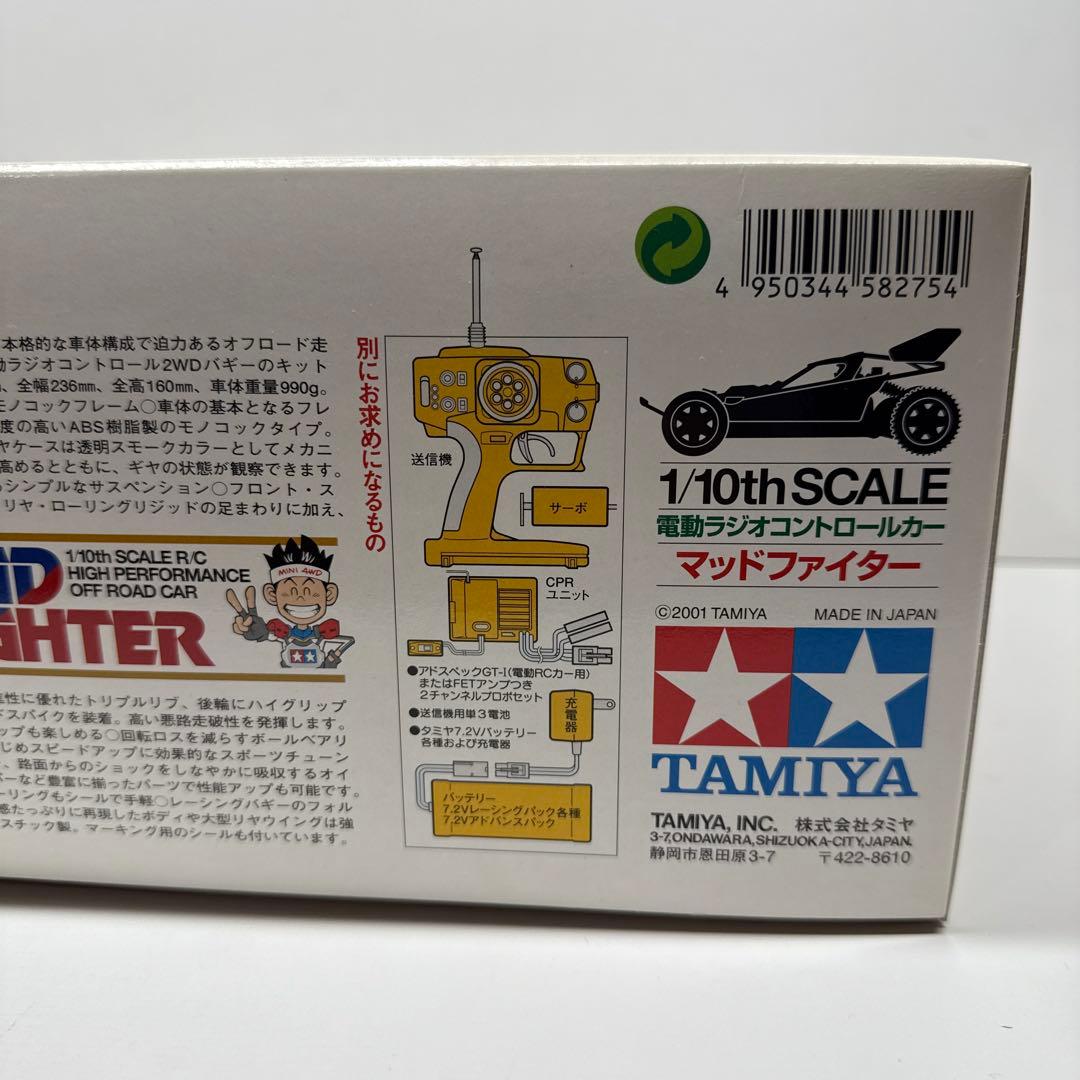 本格的な車体構成で迫力あるオフロード走
動ラジオコントロール2WDバギーのキット
全幅236mm、全高160mm、車体重量990g。
モノコックフレーム○車体の基本となるフレ
度の高いABS樹脂製のモノコックタイプ。
ヤケースは透明スモークカラーとしてメカニ
高めるとともに、ギヤの状態が観察できます。
シンプルなサスペンション○フロント・ス
リヤ・ローリングリジッドの足まわりに加え、
1/10th SCALE R/C
HIGH PERFORMANCE
OFF ROAD CAR
GHTER
MINI 4WD
性に優れたトリプルリブ、後輪にハイグリップ
ドスパイクを装着。高い悪路走破性を発揮します。
ップも楽しめる○回転ロスを減らすボールベアリ
じめスピードアップに効果的なスポーツチューン
、路面からのショックをしなやかに吸収するオイ
パーなど豊富に揃ったパーツで性能アップも可能です。
ーリングもシールで手軽○レーシングバギーのフォル
感たっぷりに再現したボディや大型リヤウイングは強
スチック製。マーキング用のシールも付いています。
別にお求めになるもの
送信機
サーボ
CPR
ユニット
●アドスペックGT-I(電動RCカー用)
またはFETアンプつき
2チャンネルプロポセット
●送信機用単3電池
●タミヤ7.2Vバッテリー
各種および充電器
充電器
バッテリー
7.2Vレーシングパック各種
7.2Vアドバンスパック
4 950344 582754
1/10th SCALE
電動ラジオコントロールカー
マッドファイター
©2001 TAMIYA MADE IN JAPAN
TAMIYA
TAMIYA, INC. 株式会社タミヤ
3-7,ONDAWARA,SHIZUOKA-CITY,JAPAN.
静岡市恩田原3-7 〒422-8610